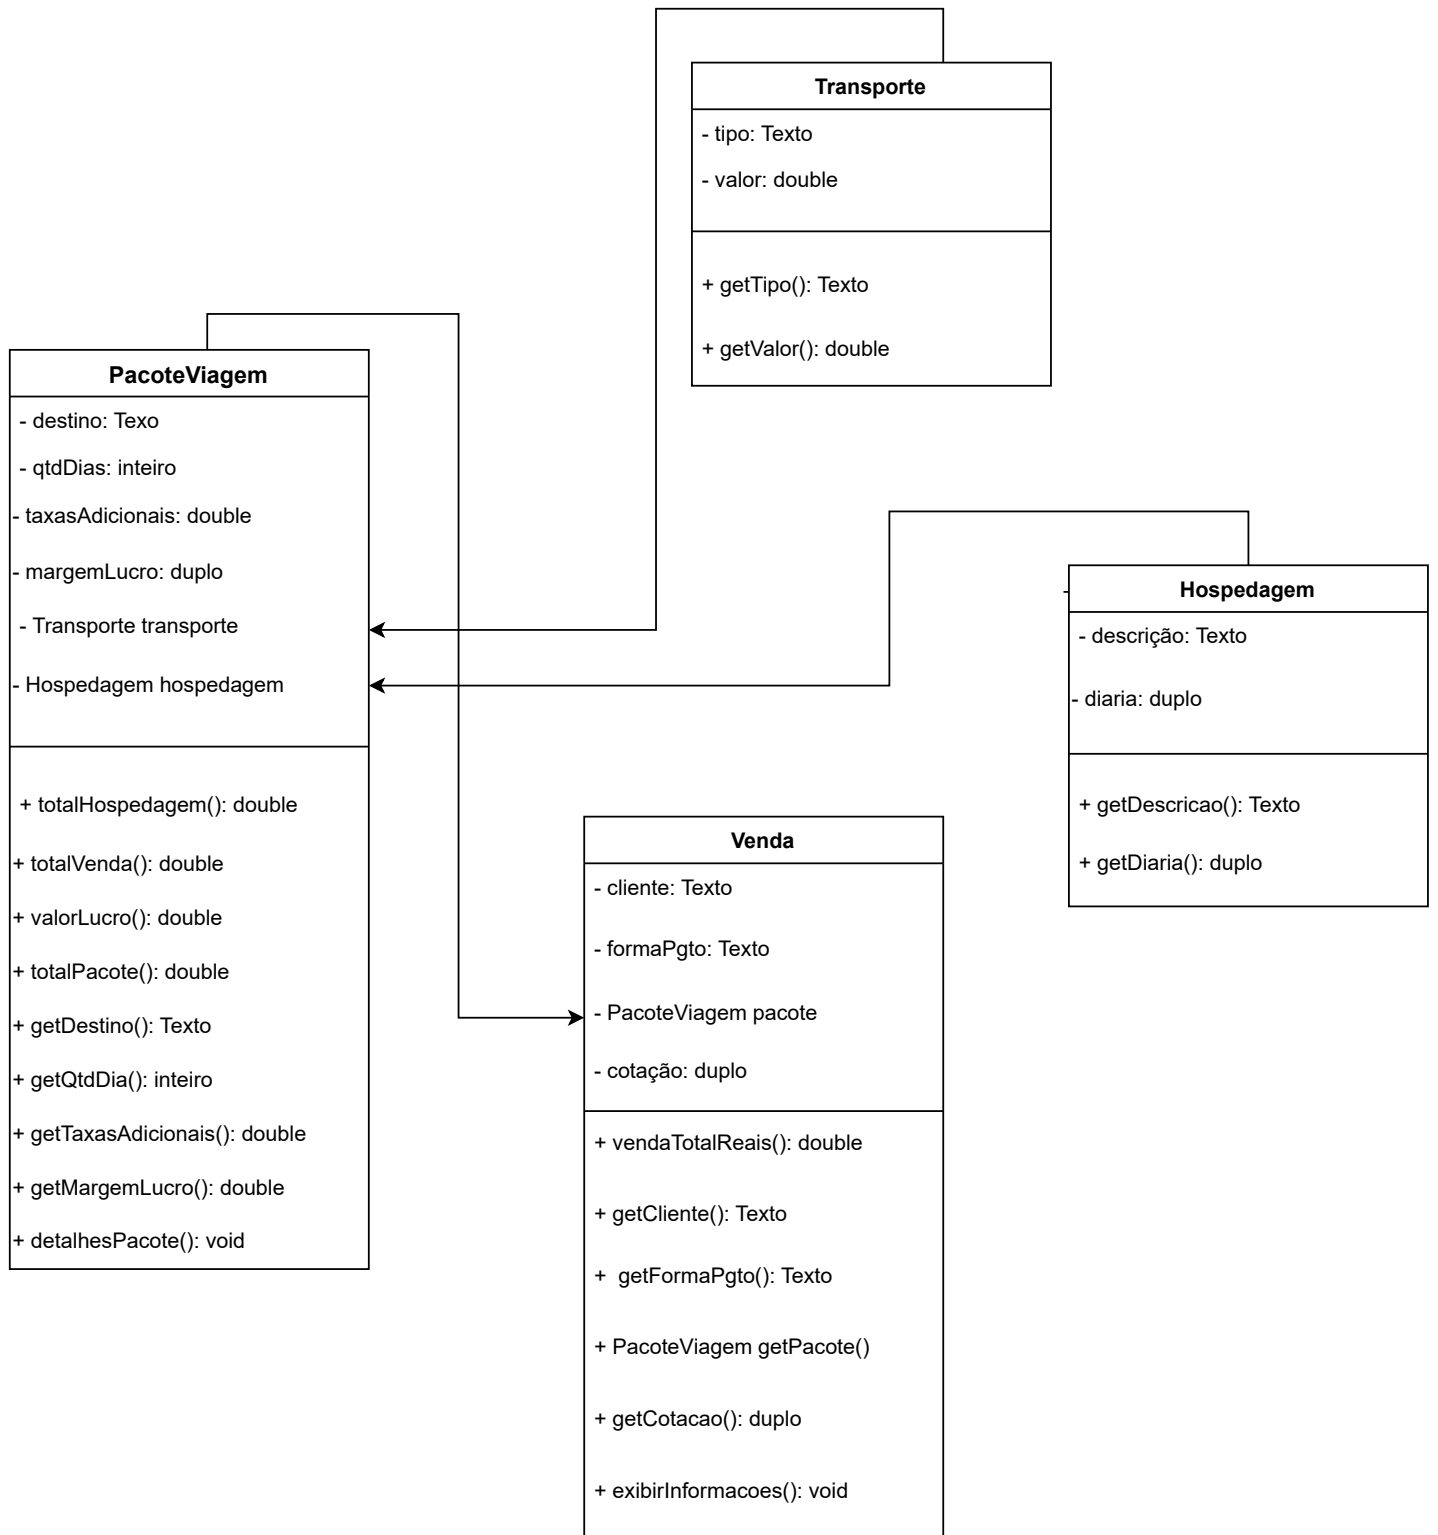 Transporte
- tipo: Texto
- valor: double
+ getTipo(): Texto
+ getValor(): double
PacoteViagem
- destino: Texo
- qtdDias: inteiro
- taxasAdicionais: double
- margemLucro: duplo
- Transporte transporte
- Hospedagem hospedagem
+ totalHospedagem(): double
+ totalVenda(): double
+ valorLucro(): double
+ totalPacote(): double
+ getDestino(): Texto
+ getQtdDia(): inteiro
+ getTaxasAdicionais(): double
+ getMargemLucro(): double
+ detalhesPacote(): void
-
Hospedagem
- descrição: Texto
- diaria: duplo
+ getDescricao(): Texto
+ getDiaria(): duplo
Venda
- cliente: Texto
- formaPgto: Texto
- PacoteViagem pacote
- cotação: duplo
+ vendaTotalReais(): double
+ getCliente(): Texto
+ getFormaPgto(): Texto
+ PacoteViagem getPacote()
+ getCotacao(): duplo
+ exibirInformacoes(): void